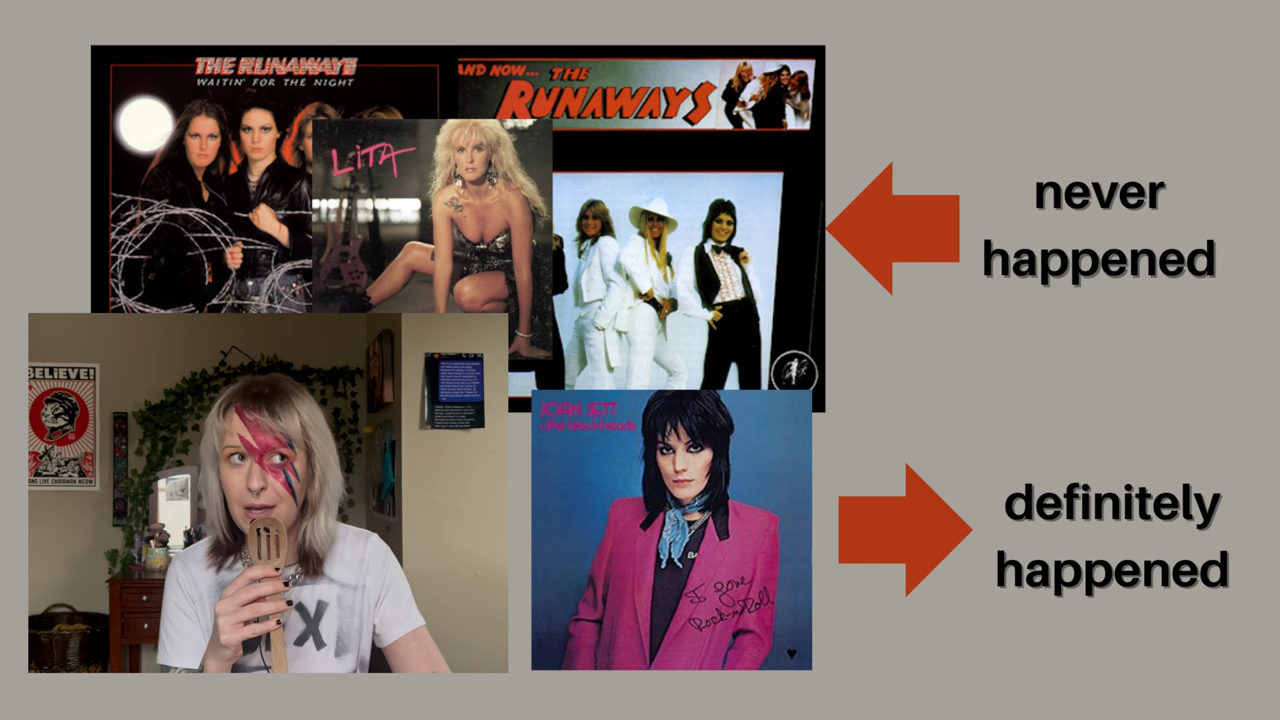 THE RUNAWAYS
WAITIN' FOR THE NIGHT
AND NOW... THE
RUNAWAYS
LITA
never
happened
BELIEVE!
ONG LIVE CHAIRMAN MEOW
X
JOAN JETT
I Love
Rock-n-Roll
definitely
happened